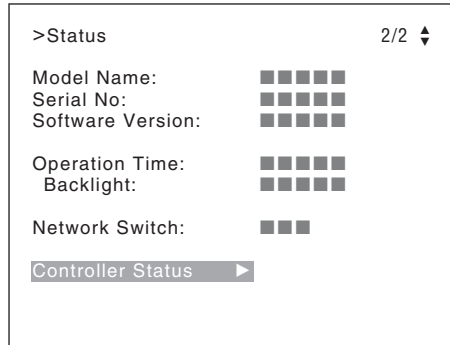 >Status 2/2
Model Name: ■■■■■
Serial No: ■■■■■
Software Version: ■■■■■
Operation Time: ■■■■■
Backlight: ■■■■■
Network Switch: ■■■
Controller Status